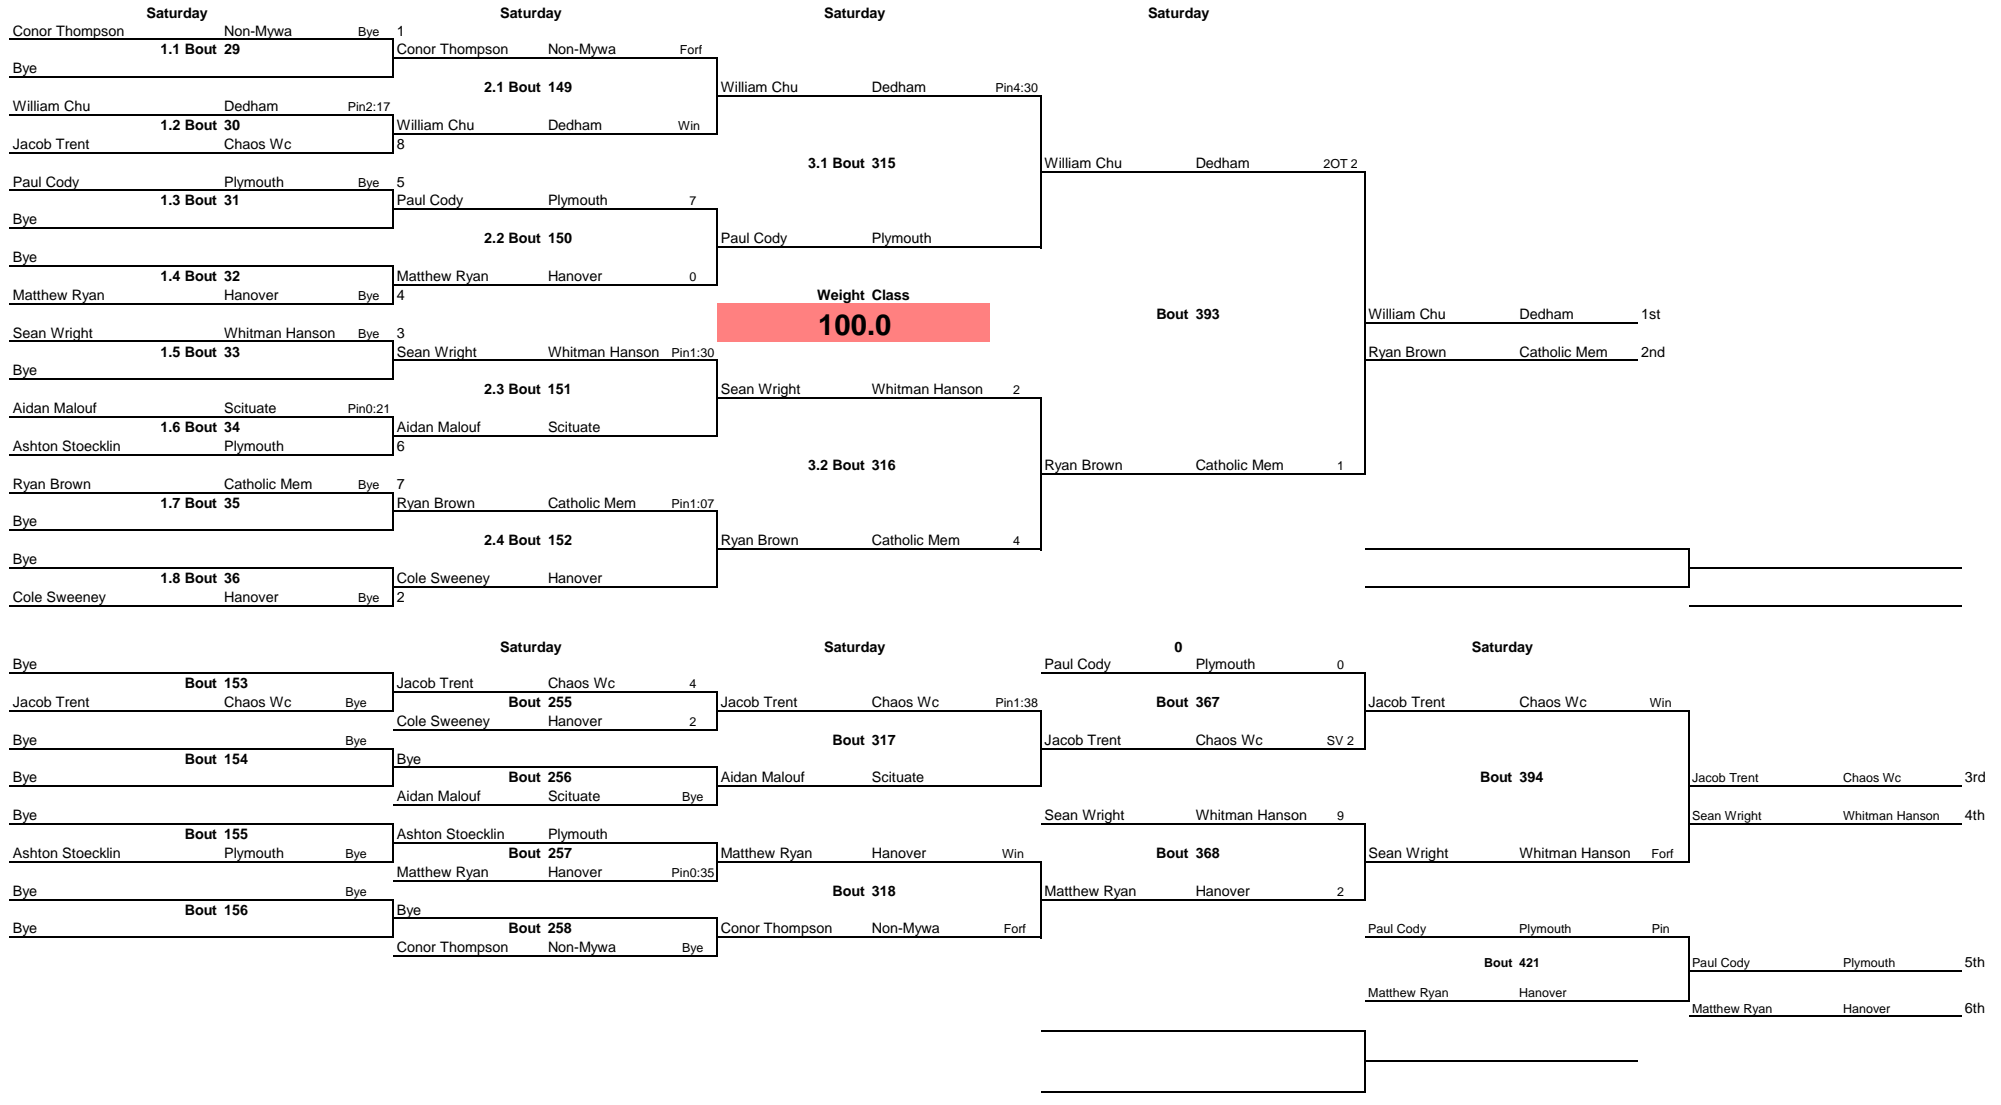 Saturday Saturday Saturday Saturday
Conor Thompson Non-Mywa Bye 1
1.1 Bout 29 Conor Thompson Non-Mywa Forf
Bye
2.1 Bout 149 William Chu Dedham Pin4:30
William Chu Dedham Pin2:17
1.2 Bout 30 William Chu Dedham Win
Jacob Trent Chaos Wc 8
3.1 Bout 315 William Chu Dedham 2OT 2
Paul Cody Plymouth Bye 5
1.3 Bout 31 Paul Cody Plymouth 7
Bye
2.2 Bout 150 Paul Cody Plymouth
Bye
1.4 Bout 32 Matthew Ryan Hanover 0
Matthew Ryan Hanover Bye 4 Weight Class
100.0 Bout 393 William Chu Dedham 1st
Sean Wright Whitman Hanson Bye 3
1.5 Bout 33 Sean Wright Whitman Hanson Pin1:30 Ryan Brown Catholic Mem 2nd
Bye
2.3 Bout 151 Sean Wright Whitman Hanson 2
Aidan Malouf Scituate Pin0:21
1.6 Bout 34 Aidan Malouf Scituate
Ashton Stoecklin Plymouth 6
3.2 Bout 316 Ryan Brown Catholic Mem 1
Ryan Brown Catholic Mem Bye 7
1.7 Bout 35 Ryan Brown Catholic Mem Pin1:07
Bye
2.4 Bout 152 Ryan Brown Catholic Mem 4
Bye
1.8 Bout 36 Cole Sweeney Hanover
Cole Sweeney Hanover Bye 2
Saturday Saturday 0 Saturday
Bye Paul Cody Plymouth 0
Bout 153 Jacob Trent Chaos Wc 4
Jacob Trent Chaos Wc Bye Bout 255 Jacob Trent Chaos Wc Pin1:38 Bout 367 Jacob Trent Chaos Wc Win
Cole Sweeney Hanover 2
Bye Bye Bout 317 Jacob Trent Chaos Wc SV 2
Bout 154 Bye
Bye Bout 256 Aidan Malouf Scituate Bout 394 Jacob Trent Chaos Wc 3rd
Aidan Malouf Scituate Bye
Bye Sean Wright Whitman Hanson 9 Sean Wright Whitman Hanson 4th
Bout 155 Ashton Stoecklin Plymouth
Ashton Stoecklin Plymouth Bye Bout 257 Matthew Ryan Hanover Win Bout 368 Sean Wright Whitman Hanson Forf
Matthew Ryan Hanover Pin0:35
Bye Bye Bout 318 Matthew Ryan Hanover 2
Bout 156 Bye
Bye Bout 258 Conor Thompson Non-Mywa Forf Paul Cody Plymouth Pin
Conor Thompson Non-Mywa Bye
Bout 421 Paul Cody Plymouth 5th
Matthew Ryan Hanover
Matthew Ryan Hanover 6th